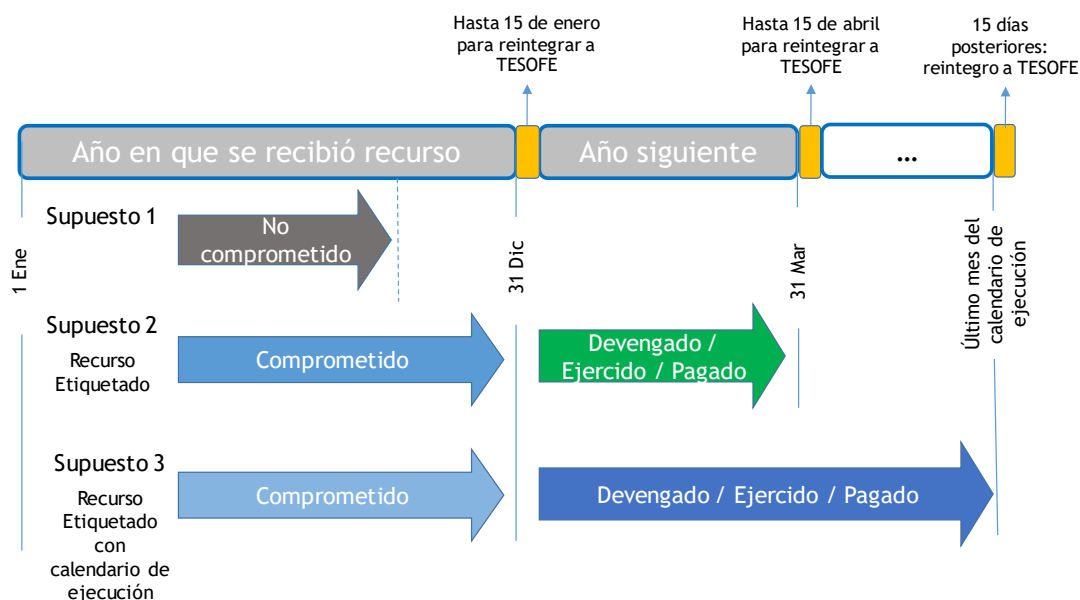 Hasta 15 de enero
para reintegrar a
TESOFE
Hasta 15 de abril
para reintegrar a
TESOFE
15 días
posteriores:
reintegro a TESOFE
Año en que se recibió recurso
Año siguiente
...
1 Ene
31 Dic
31 Mar
Último mes del
calendario de
ejecución
Supuesto 1
No
comprometido
Supuesto 2
Recurso
Etiquetado
Comprometido
Devengado /
Ejercido / Pagado
Supuesto 3
Recurso
Etiquetado
con
calendario de
ejecución
Comprometido
Devengado / Ejercido / Pagado